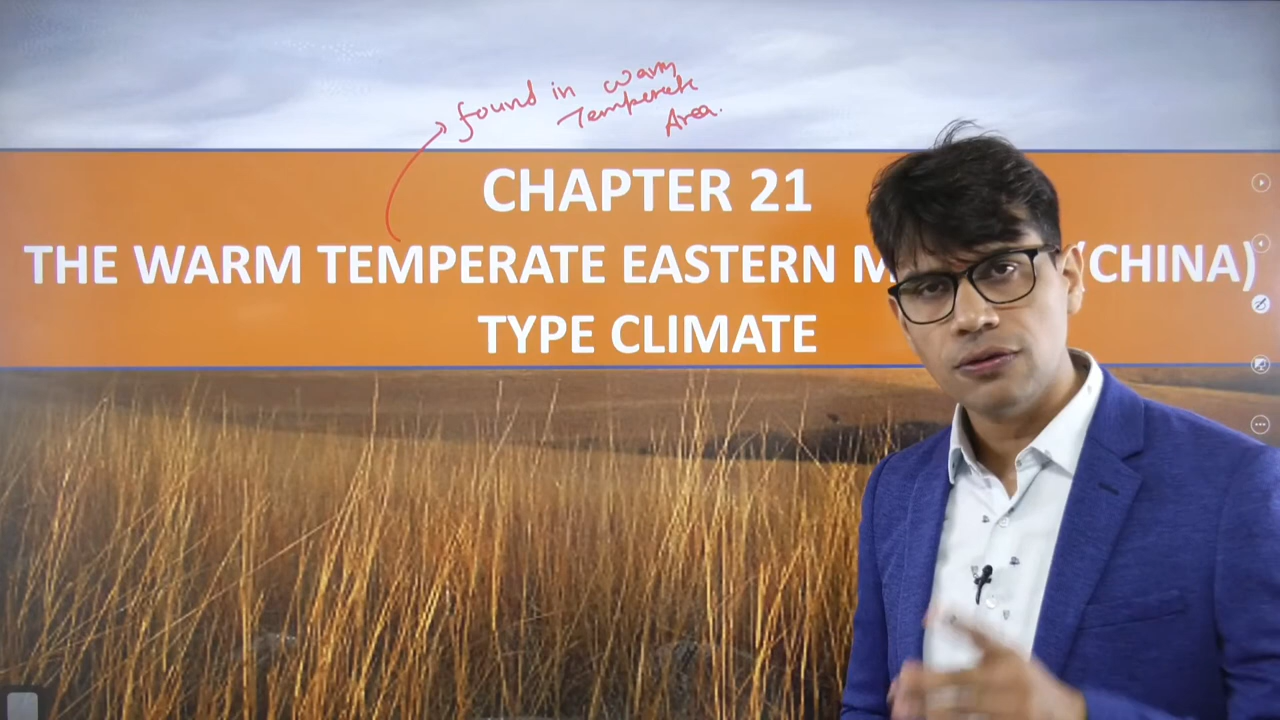 found in warm
Temperate
Area.
CHAPTER 21
THE WARM TEMPERATE EASTERN (CHINA)
TYPE CLIMATE